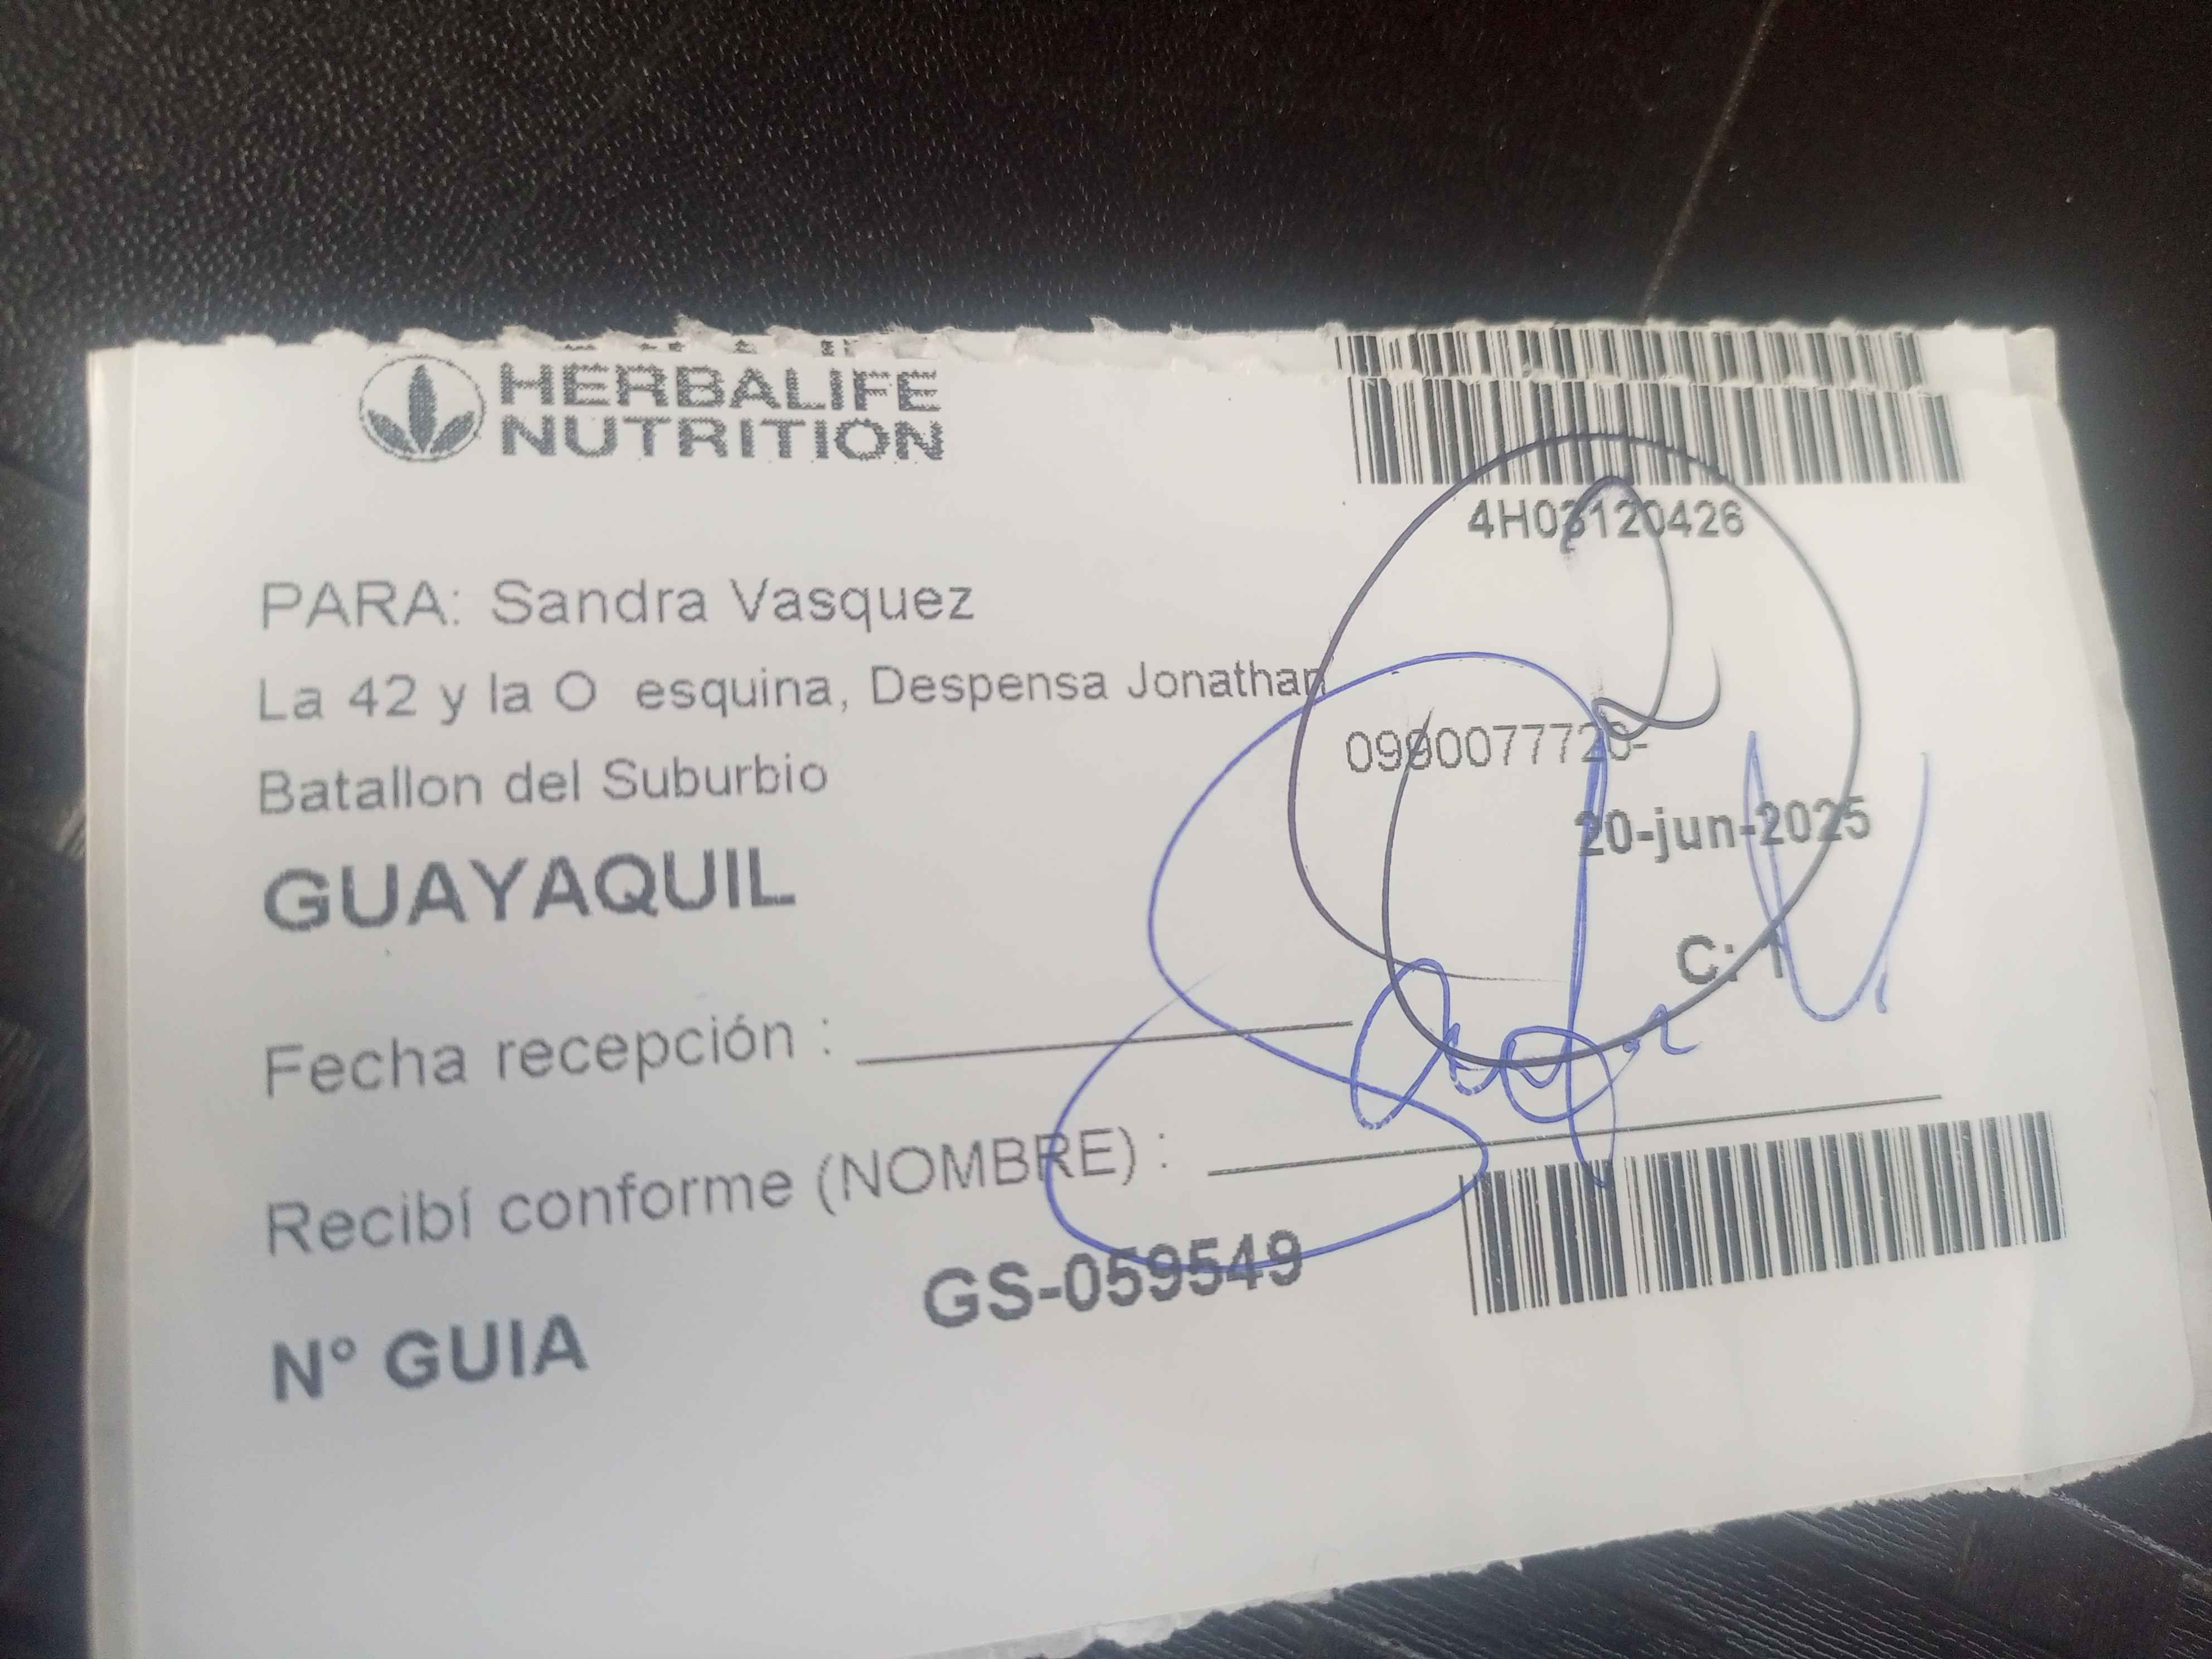 HERBALIFE
NUTRITION
4H03120426
PARA: Sandra Vasquez
La 42 y la O esquina, Despensa Jonathan
Batallon del Suburbio
20-jun-2025
GUAYAQUIL
C: 1
Fecha recepción :
Recibí conforme (NOMBRE) :
Nº GUIA GS-059549